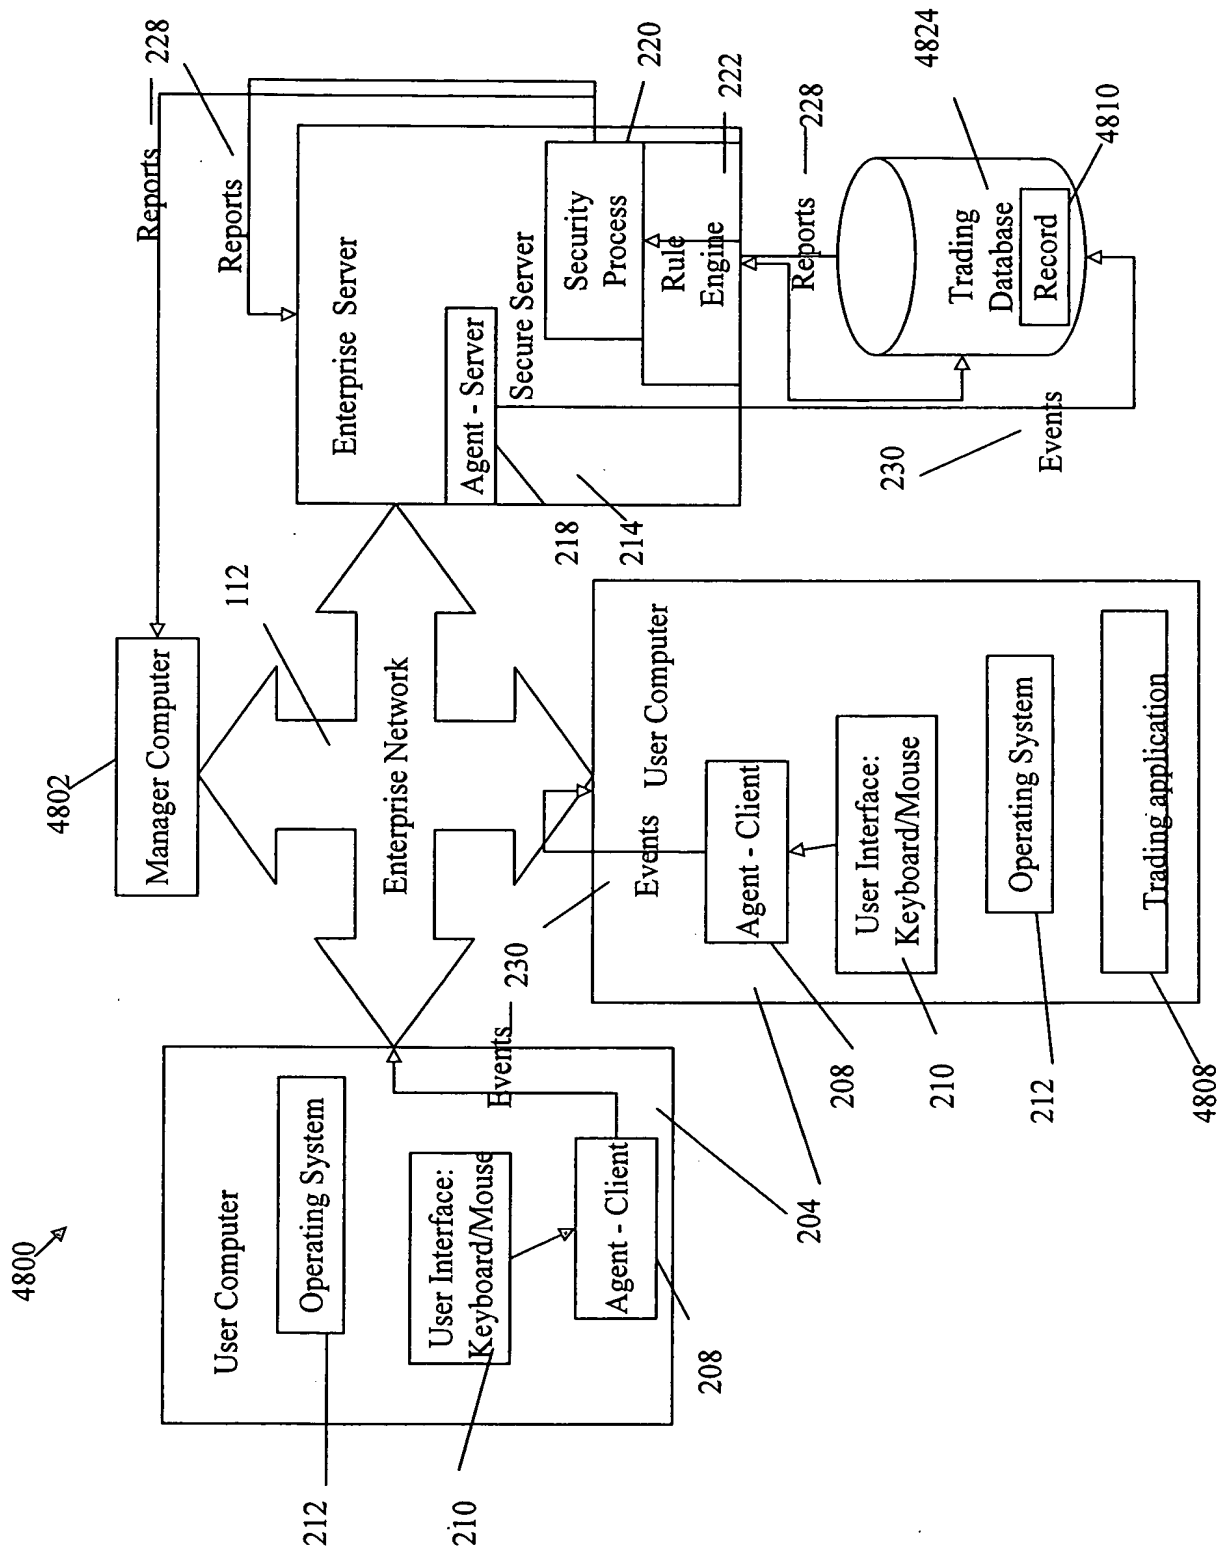 4800
User Computer
Operating System
212
User Interface:
Keyboard/Mouse
210
Agent - Client
208
204
Events
230
4802
Manager Computer
112
Enterprise Network
Events
230
User Computer
Agent - Client
208
User Interface:
Keyboard/Mouse
210
Operating System
212
Trading application
4808
Reports
228
Reports
Enterprise Server
Agent - Server
218
214
Secure Server
Security
Process
220
Rule
Engine
222
Reports
228
Trading
Database
4824
Record
4810
Events
230